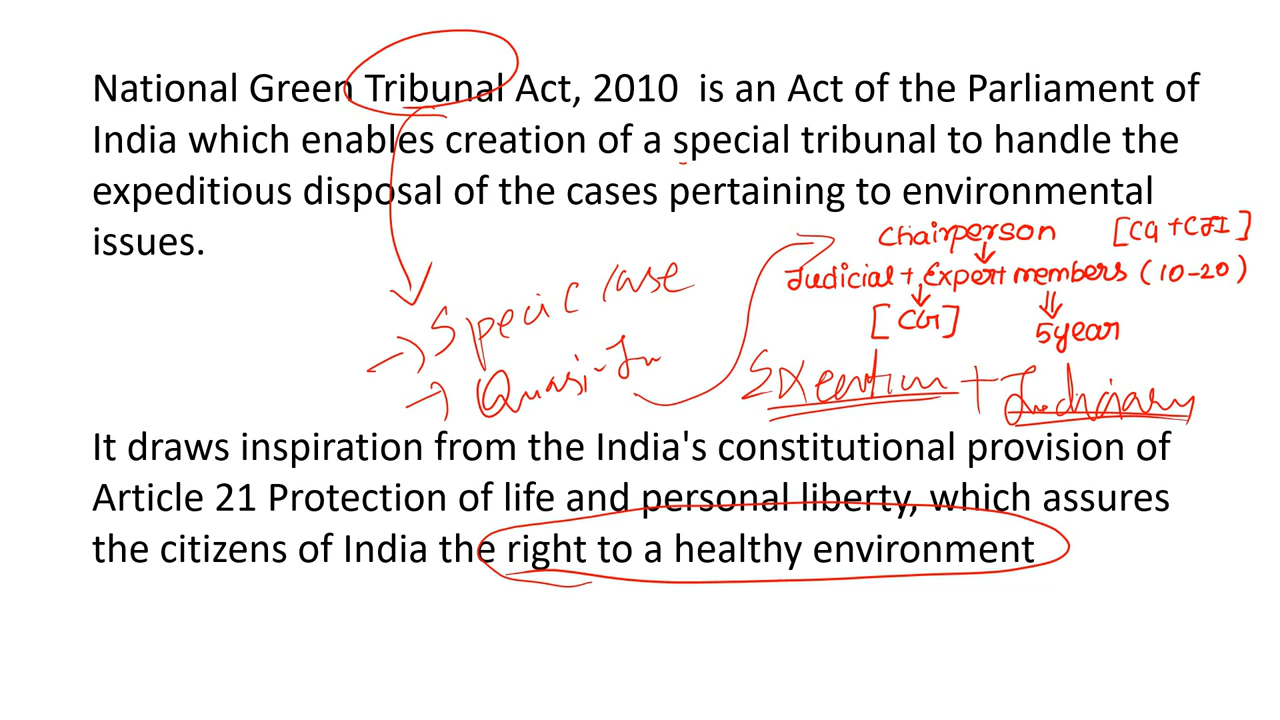 National Green Tribunal Act, 2010 is an Act of the Parliament of
India which enables creation of a special tribunal to handle the
expeditious disposal of the cases pertaining to environmental
issues.
Chairperson [CG + CJI]
Judicial + Expert members (10-20)
[CG] 5year
→ Specific case
→ Quasi-Ju
Execution + Judiciary
It draws inspiration from the India's constitutional provision of
Article 21 Protection of life and personal liberty, which assures
the citizens of India the right to a healthy environment